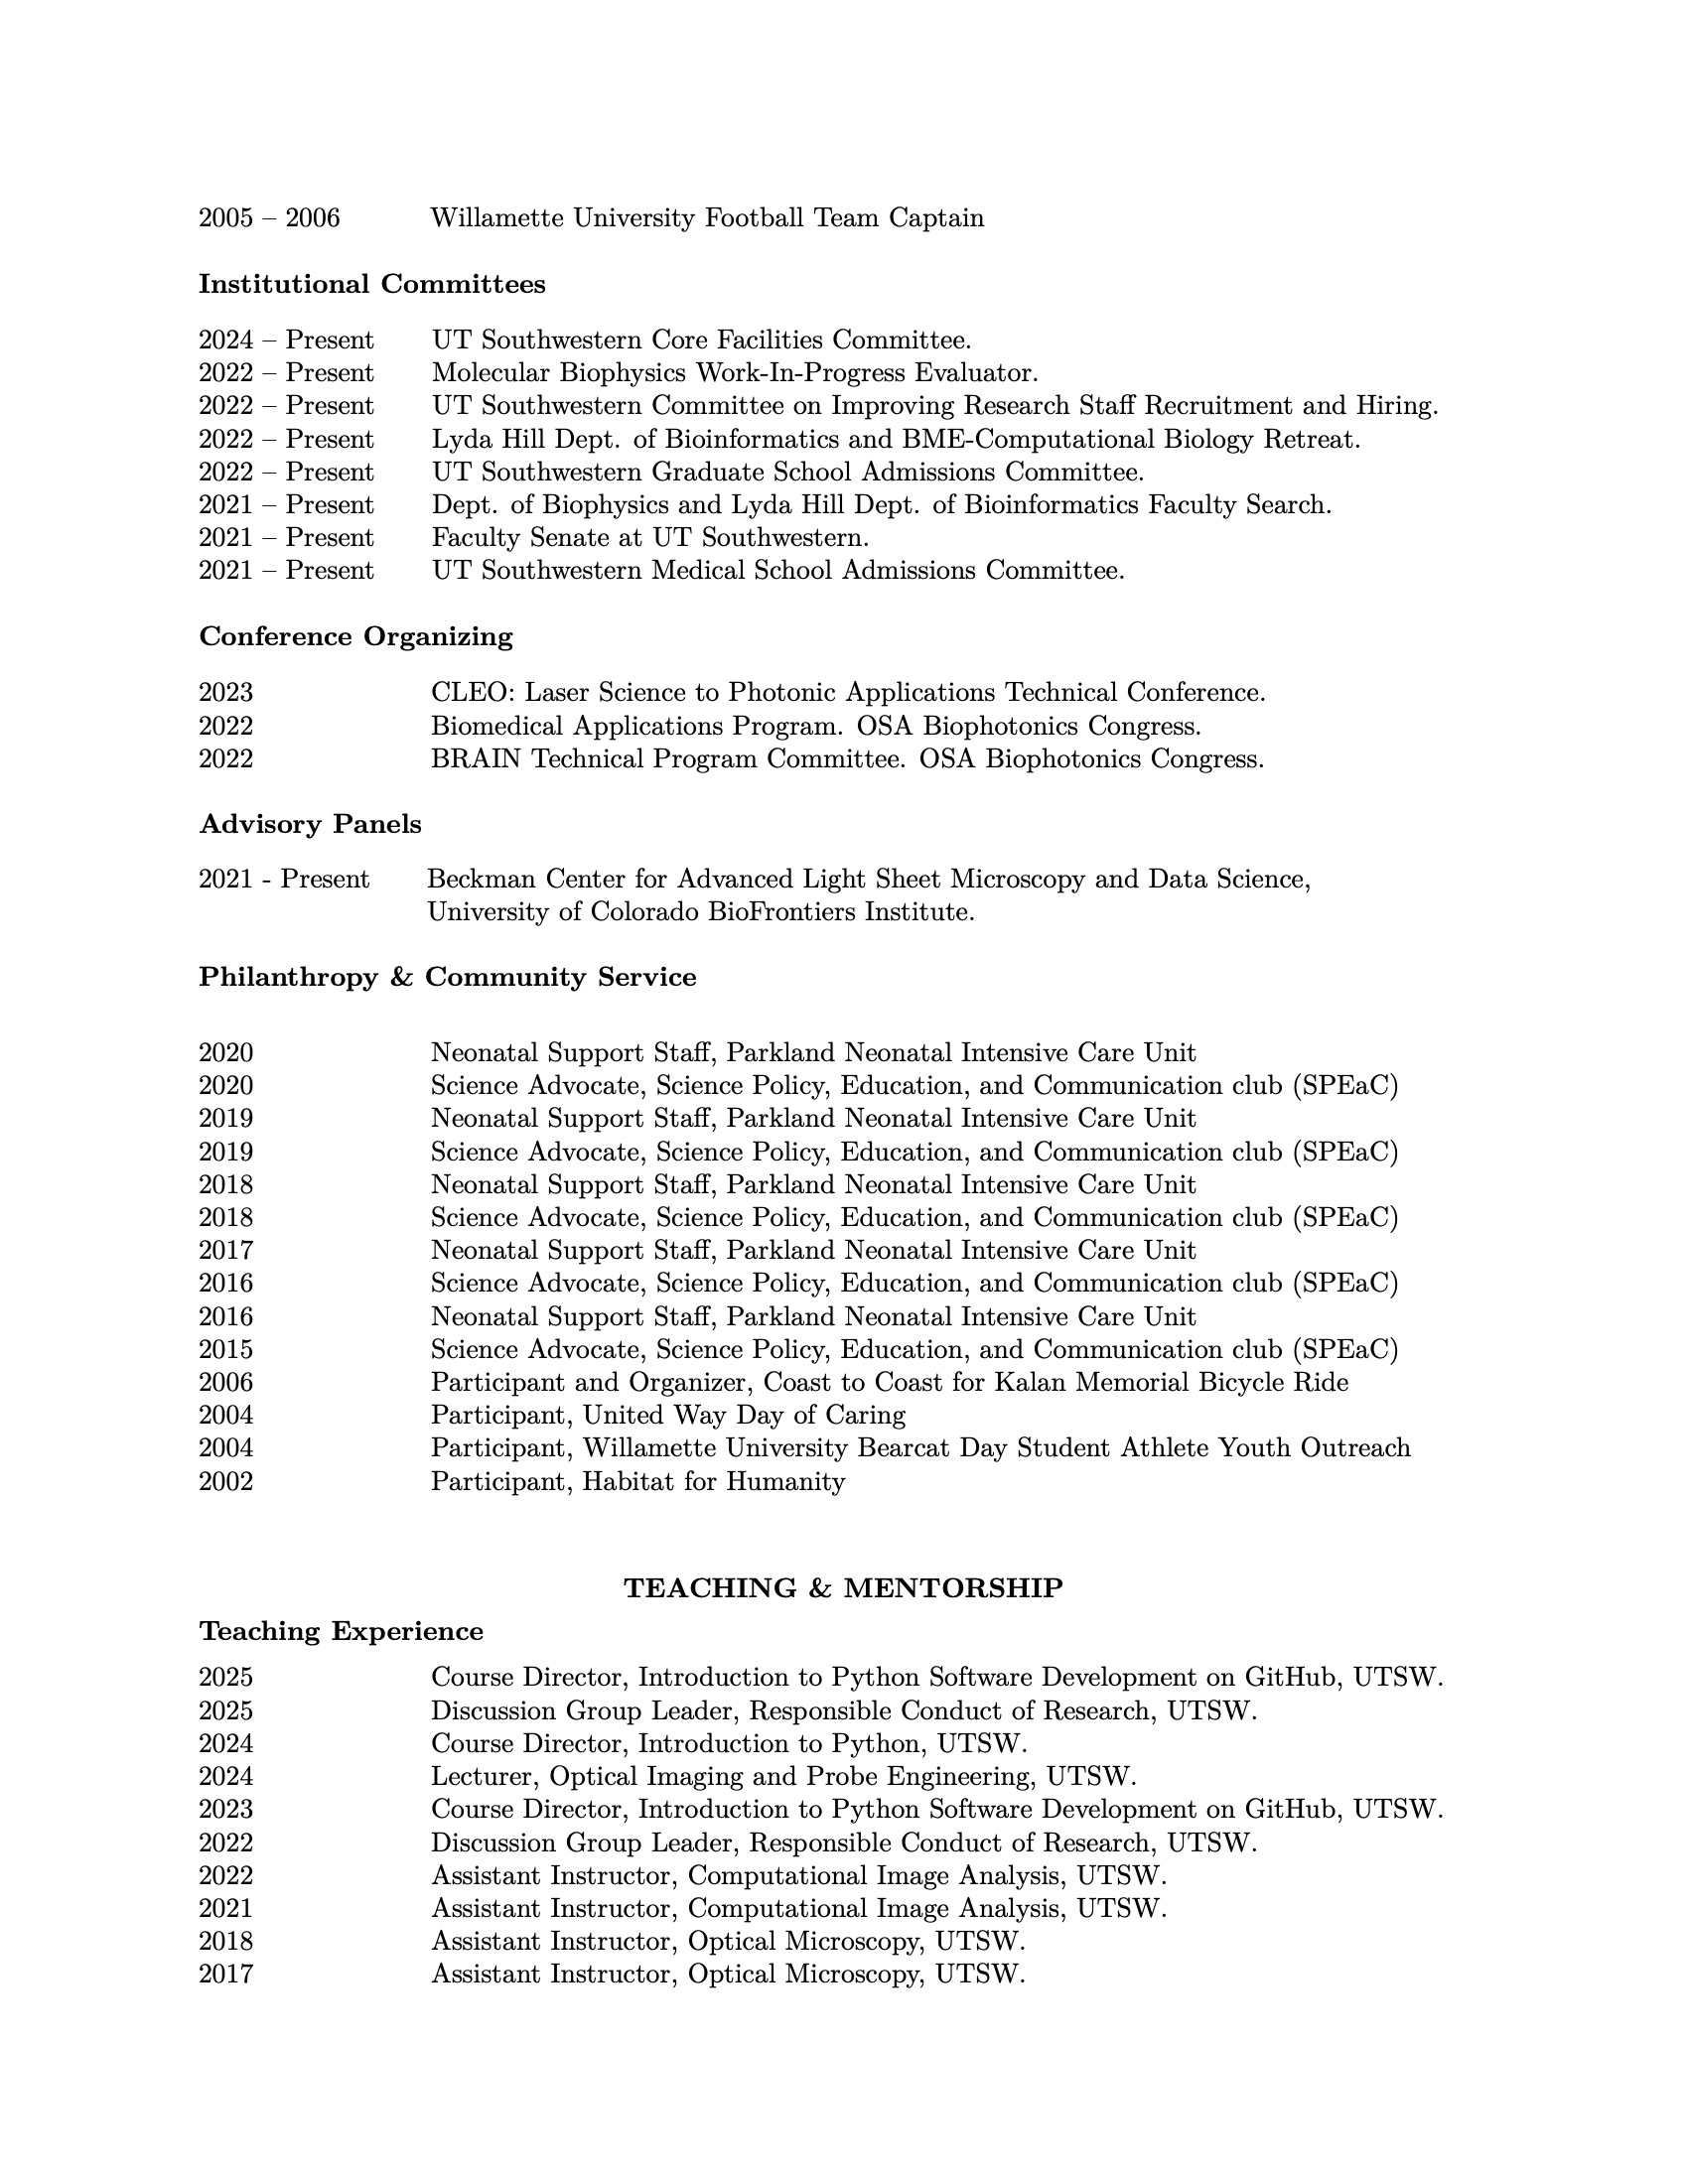 2005 – 2006 Willamette University Football Team Captain
Institutional Committees
2024 – Present UT Southwestern Core Facilities Committee.
2022 – Present Molecular Biophysics Work-In-Progress Evaluator.
2022 – Present UT Southwestern Committee on Improving Research Staff Recruitment and Hiring.
2022 – Present Lyda Hill Dept. of Bioinformatics and BME-Computational Biology Retreat.
2022 – Present UT Southwestern Graduate School Admissions Committee.
2021 – Present Dept. of Biophysics and Lyda Hill Dept. of Bioinformatics Faculty Search.
2021 – Present Faculty Senate at UT Southwestern.
2021 – Present UT Southwestern Medical School Admissions Committee.
Conference Organizing
2023 CLEO: Laser Science to Photonic Applications Technical Conference.
2022 Biomedical Applications Program. OSA Biophotonics Congress.
2022 BRAIN Technical Program Committee. OSA Biophotonics Congress.
Advisory Panels
2021 - Present Beckman Center for Advanced Light Sheet Microscopy and Data Science,
University of Colorado BioFrontiers Institute.
Philanthropy & Community Service
2020 Neonatal Support Staff, Parkland Neonatal Intensive Care Unit
2020 Science Advocate, Science Policy, Education, and Communication club (SPEaC)
2019 Neonatal Support Staff, Parkland Neonatal Intensive Care Unit
2019 Science Advocate, Science Policy, Education, and Communication club (SPEaC)
2018 Neonatal Support Staff, Parkland Neonatal Intensive Care Unit
2018 Science Advocate, Science Policy, Education, and Communication club (SPEaC)
2017 Neonatal Support Staff, Parkland Neonatal Intensive Care Unit
2016 Science Advocate, Science Policy, Education, and Communication club (SPEaC)
2016 Neonatal Support Staff, Parkland Neonatal Intensive Care Unit
2015 Science Advocate, Science Policy, Education, and Communication club (SPEaC)
2006 Participant and Organizer, Coast to Coast for Kalan Memorial Bicycle Ride
2004 Participant, United Way Day of Caring
2004 Participant, Willamette University Bearcat Day Student Athlete Youth Outreach
2002 Participant, Habitat for Humanity
TEACHING & MENTORSHIP
Teaching Experience
2025 Course Director, Introduction to Python Software Development on GitHub, UTSW.
2025 Discussion Group Leader, Responsible Conduct of Research, UTSW.
2024 Course Director, Introduction to Python, UTSW.
2024 Lecturer, Optical Imaging and Probe Engineering, UTSW.
2023 Course Director, Introduction to Python Software Development on GitHub, UTSW.
2022 Discussion Group Leader, Responsible Conduct of Research, UTSW.
2022 Assistant Instructor, Computational Image Analysis, UTSW.
2021 Assistant Instructor, Computational Image Analysis, UTSW.
2018 Assistant Instructor, Optical Microscopy, UTSW.
2017 Assistant Instructor, Optical Microscopy, UTSW.